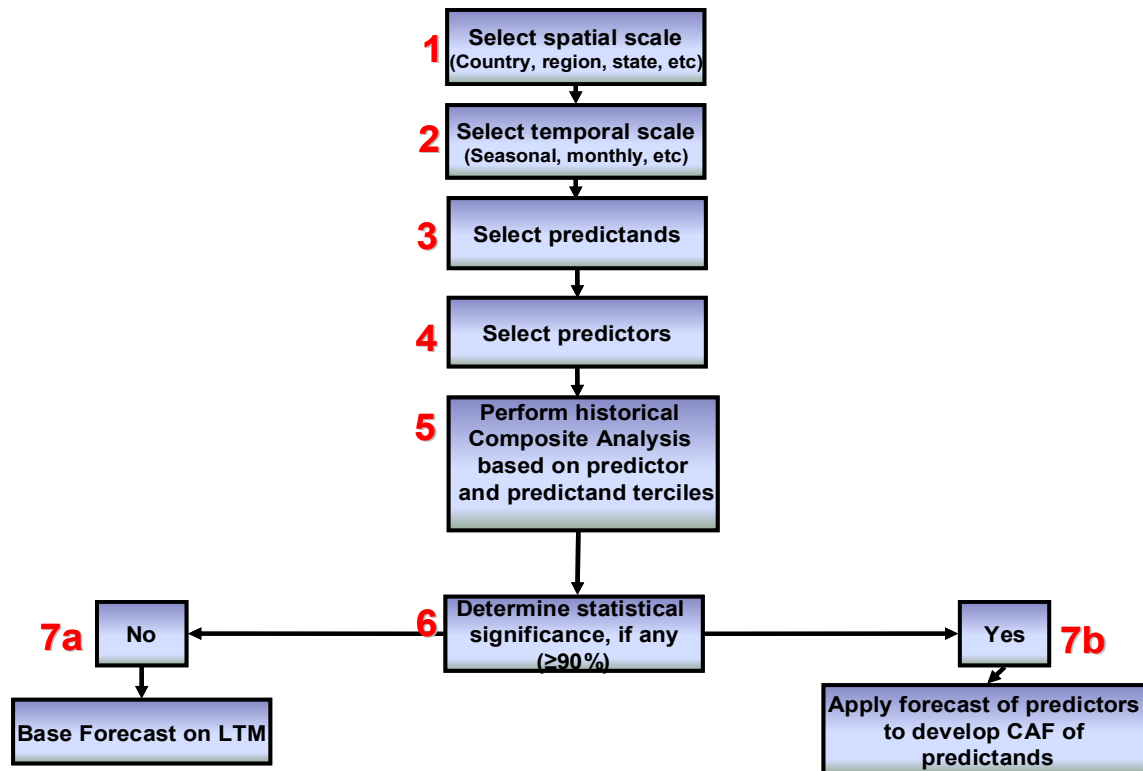 1
Select spatial scale
(Country, region, state, etc)
2
Select temporal scale
(Seasonal, monthly, etc)
3
Select predictands
4
Select predictors
5
Perform historical
Composite Analysis
based on predictor
and predictand terciles
6
Determine statistical
significance, if any
(≥90%)
7a
No
Base Forecast on LTM
Yes
7b
Apply forecast of predictors
to develop CAF of
predictands